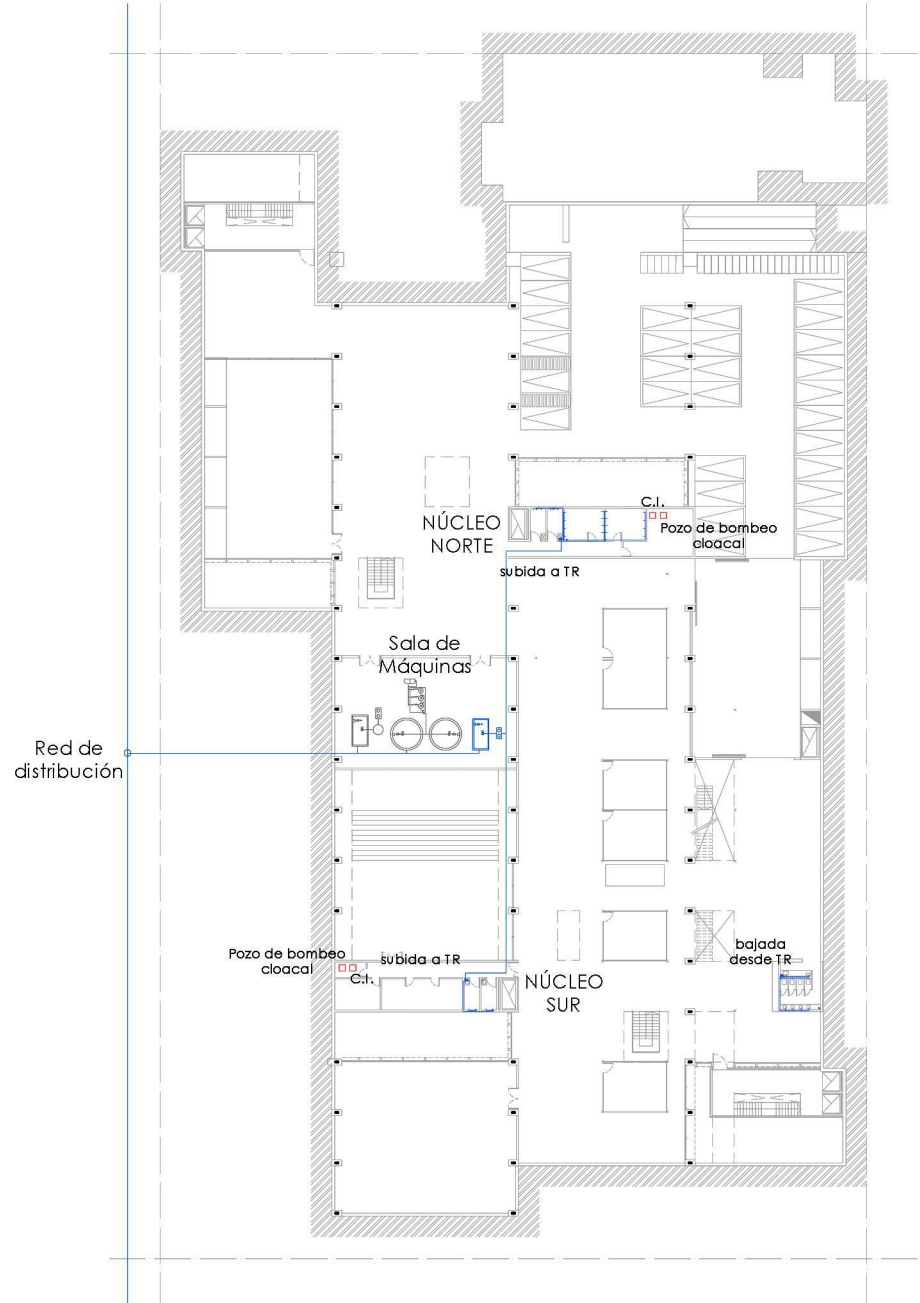 C.I.
NÚCLEO
NORTE
Pozo de bombeo
cloacal
subida a TR
Sala de
Máquinas
Red de
distribución
Pozo de bombeo
cloacal
subida a TR
C.I.
NÚCLEO
SUR
bajada
desde TR